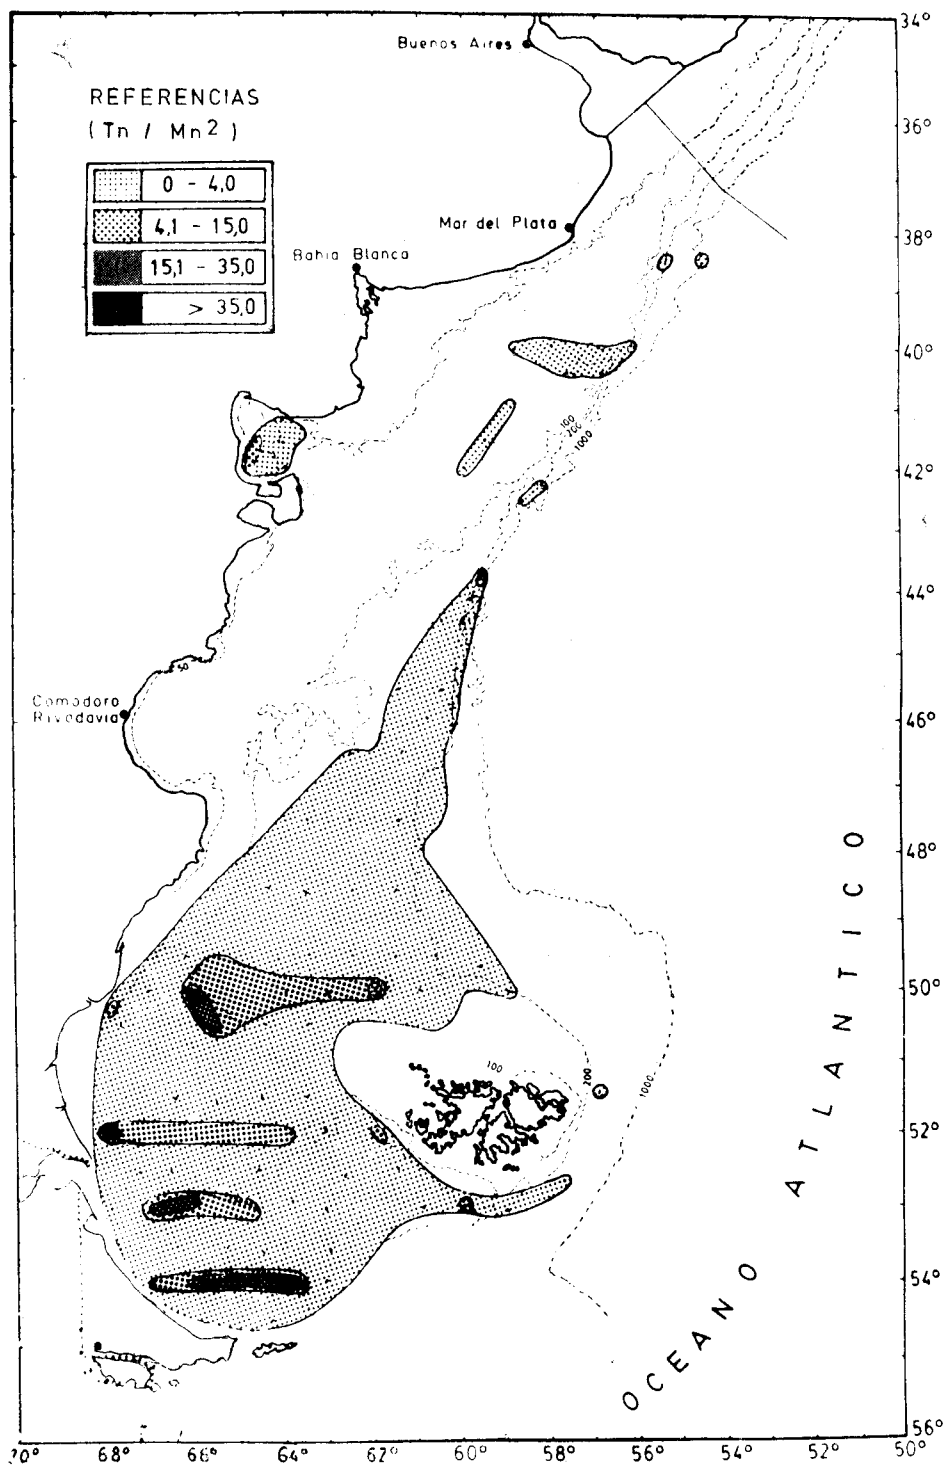 Buenos Aires
34°
REFERENCIAS
(Tn / Mn2)
0 - 4,0
4,1 - 15,0
15,1 - 35,0
> 35,0
36°
Mar del Plata
38°
Bahia Blanca
40°
100
200
1000
42°
44°
50
Comodoro
Rivadavia
46°
48°
50°
100
200
1000
52°
54°
OCEANO ATLANTICO
56°
70° 68° 66° 64° 62° 60° 58° 56° 54° 52° 50°